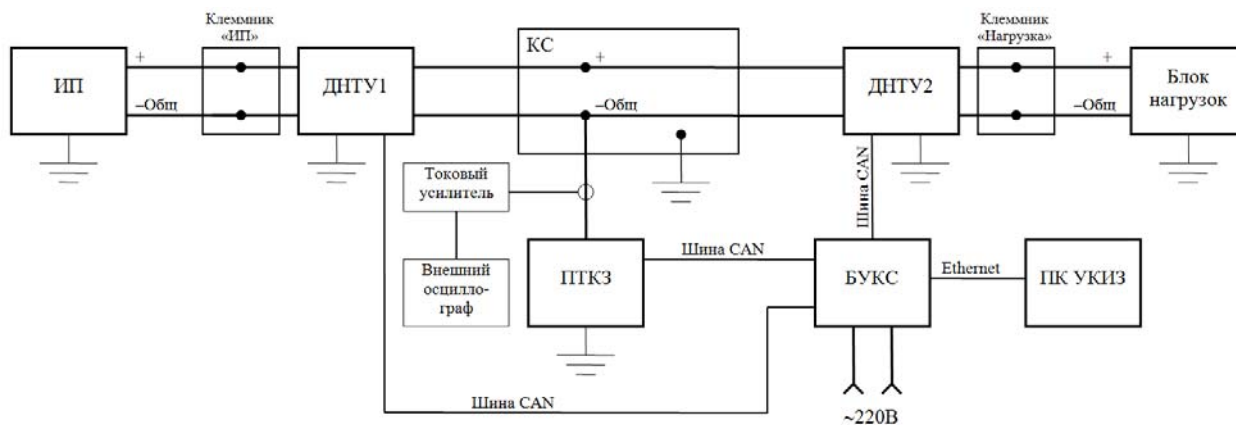 Клеммник
«ИП»
КС
Клеммник
«Нагрузка»
+
+
+
ИП
ДНТУ1
ДНТУ2
Блок
нагрузок
–Общ
–Общ
–Общ
Токовый
усилитель
Шина CAN
Внешний
осцилло-
граф
ПТКЗ
Шина CAN
БУКС
Ethernet
ПК УКИЗ
Шина CAN
~220В